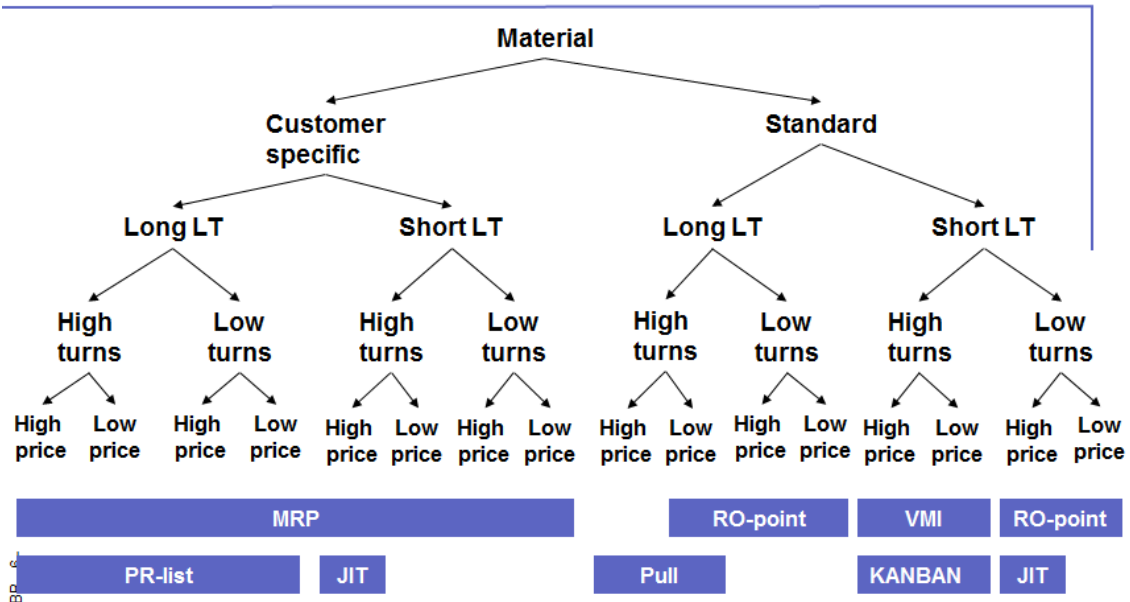 Material
Customer
specific
Standard
Long LT
Short LT
Long LT
Short LT
High
turns
Low
turns
High
turns
Low
turns
High
turns
Low
turns
High
turns
Low
turns
High
price
Low
price
High
price
Low
price
High
price
Low
price
High
price
Low
price
High
price
Low
price
High
price
Low
price
High
price
Low
price
High
price
Low
price
MRP
RO-point
VMI
RO-point
PR-list
JIT
Pull
KANBAN
JIT